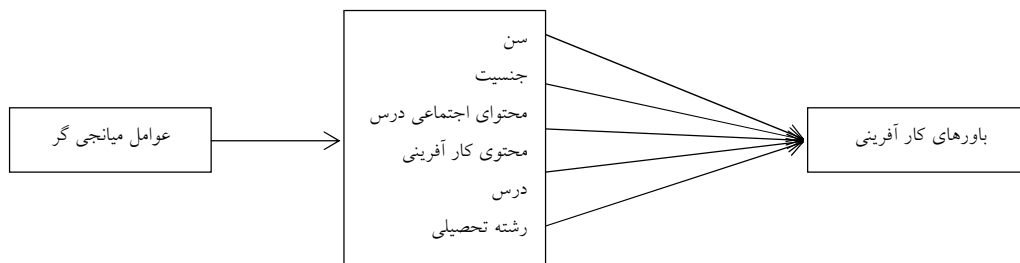 سن
جنسیت
محتوای اجتماعی درس
محتوی کار آفرینی
درس
رشته تحصیلی
عوامل میانجی گر
باورهای کار آفرینی